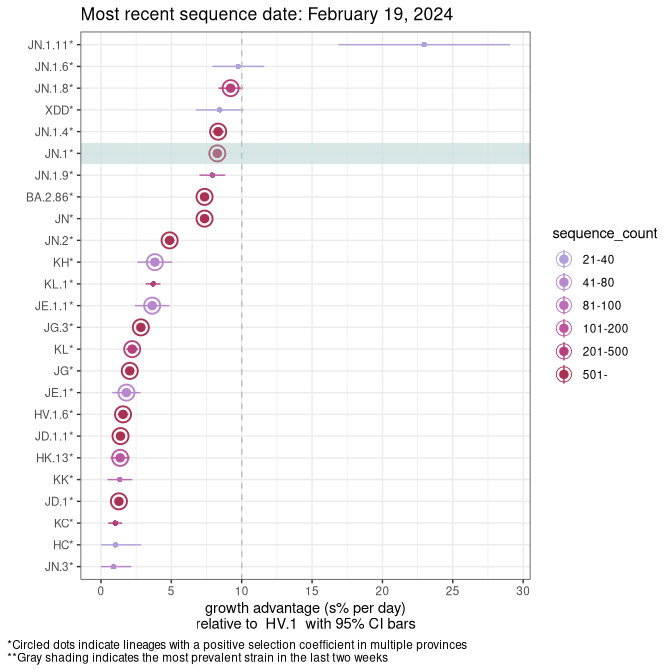 Most recent sequence date: February 19, 2024
JN.1.11*
JN.1.6*
JN.1.8*
XDD*
JN.1.4*
JN.1*
JN.1.9*
BA.2.86*
JN*
JN.2*
KH*
KL.1*
JE.1.1*
JG.3*
KL*
JG*
JE.1*
HV.1.6*
JD.1.1*
HK.13*
KK*
JD.1*
KC*
HC*
JN.3*
0 5 10 15 20 25 30
growth advantage (s% per day)
relative to HV.1 with 95% CI bars
sequence_count
21-40
41-80
81-100
101-200
201-500
501-
*Circled dots indicate lineages with a positive selection coefficient in multiple provinces
**Gray shading indicates the most prevalent strain in the last two weeks